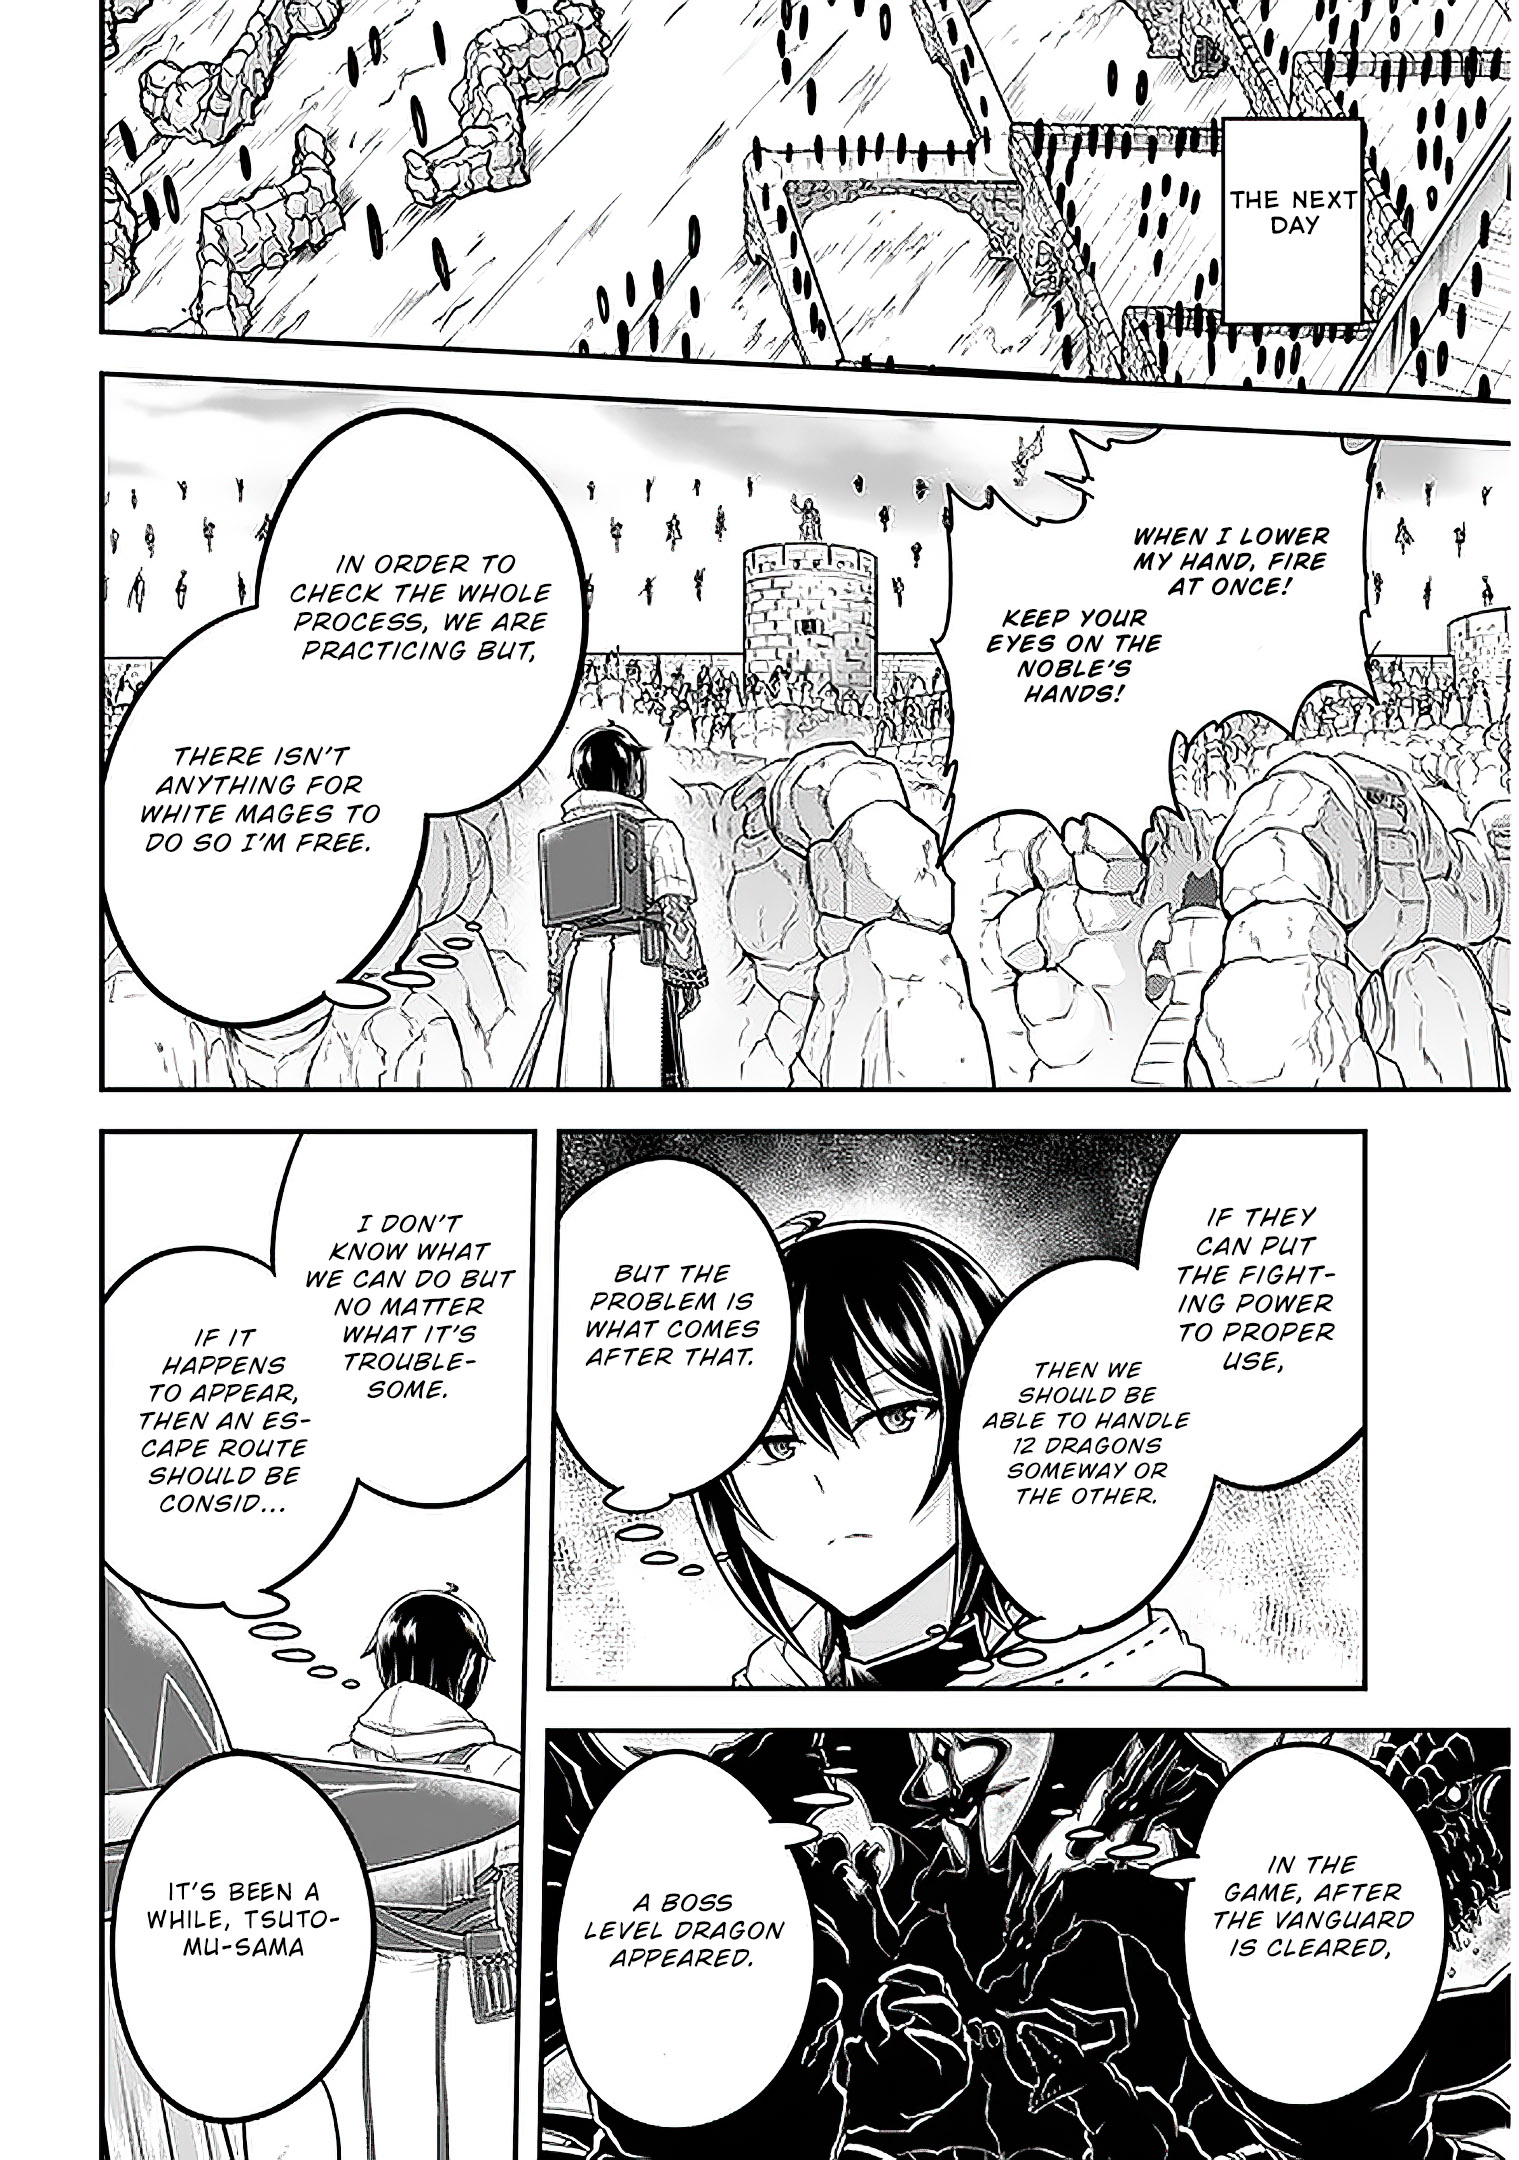 THE NEXT
DAY
WHEN I LOWER
MY HAND, FIRE
AT ONCE!
KEEP YOUR
EYES ON THE
NOBLE'S
HANDS!
IN ORDER TO
CHECK THE WHOLE
PROCESS, WE ARE
PRACTICING BUT,
THERE ISN'T
ANYTHING FOR
WHITE MAGES TO
DO SO I'M FREE.
IF THEY
CAN PUT
THE FIGHT-
ING POWER
TO PROPER
USE,
THEN WE
SHOULD BE
ABLE TO HANDLE
12 DRAGONS
SOMEWAY OR
THE OTHER.
BUT THE
PROBLEM IS
WHAT COMES
AFTER THAT.
IN THE
GAME, AFTER
THE VANGUARD
IS CLEARED,
A BOSS
LEVEL DRAGON
APPEARED.
I DON'T
KNOW WHAT
WE CAN DO BUT
NO MATTER
WHAT IT'S
TROUBLE-
SOME.
IF IT
HAPPENS
TO APPEAR,
THEN AN ES-
CAPE ROUTE
SHOULD BE
CONSID...
IT'S BEEN A
WHILE, TSUTO-
MU-SAMA